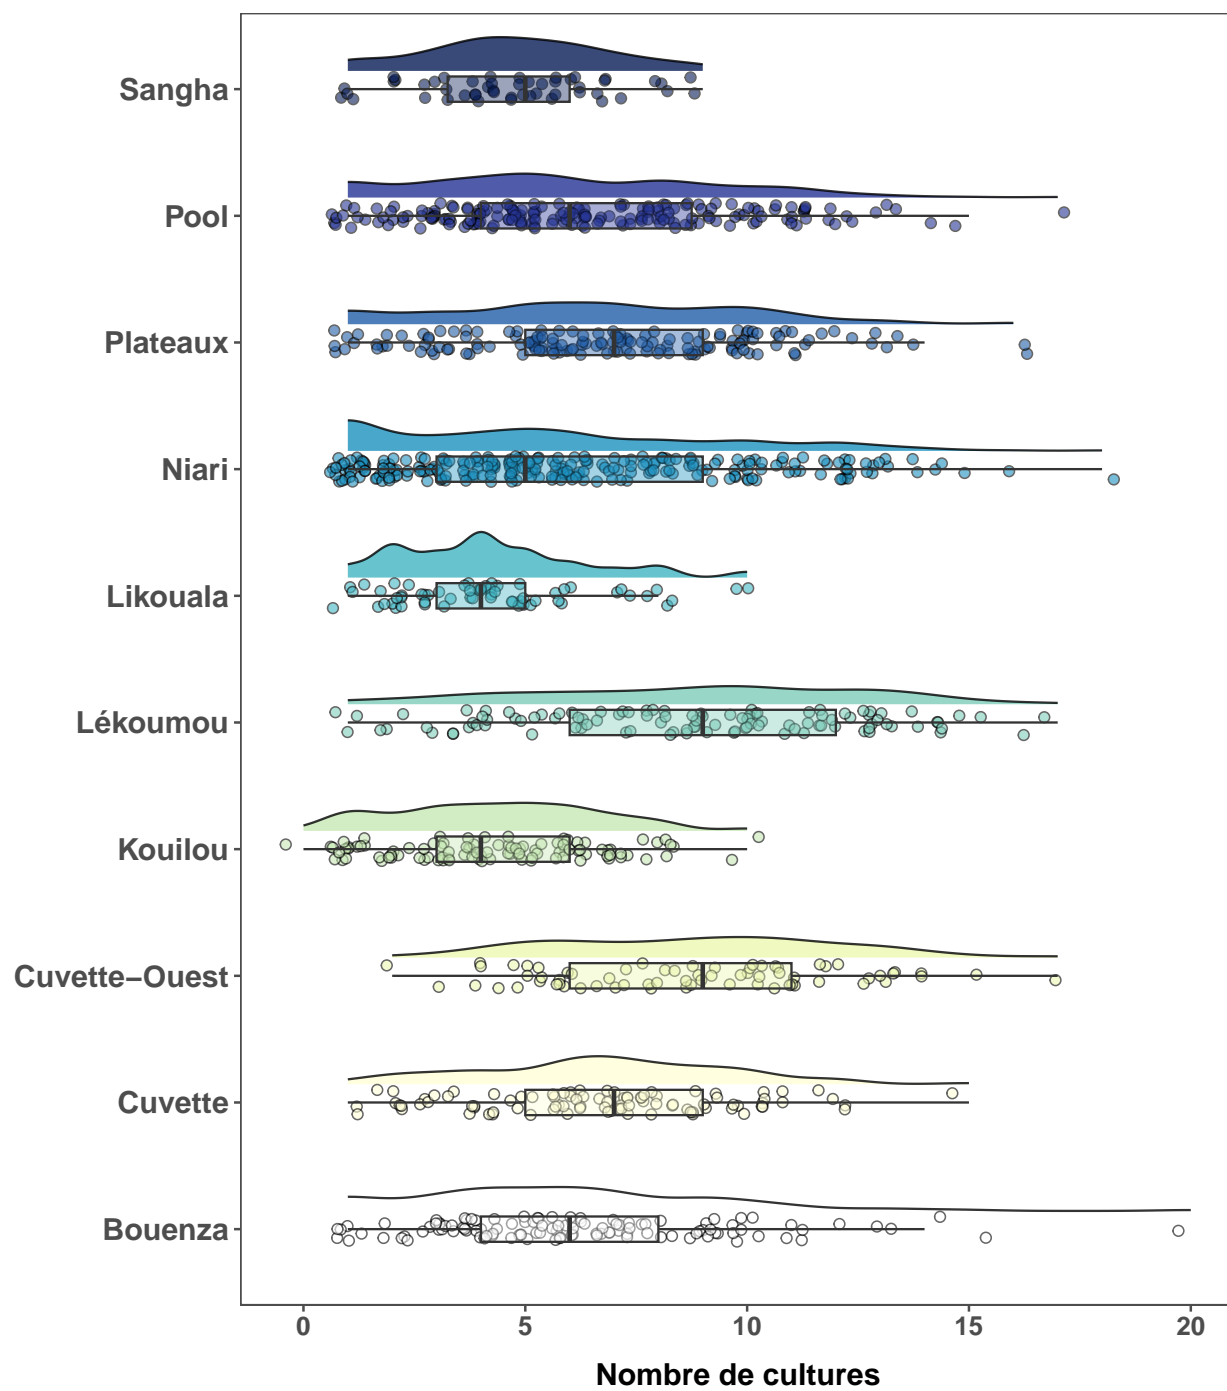 Sangha
Pool
Plateaux
Niari
Likouala
Lékoumou
Kouilou
Cuvette−Ouest
Cuvette
Bouenza
0 5 10 15 20
Nombre de cultures